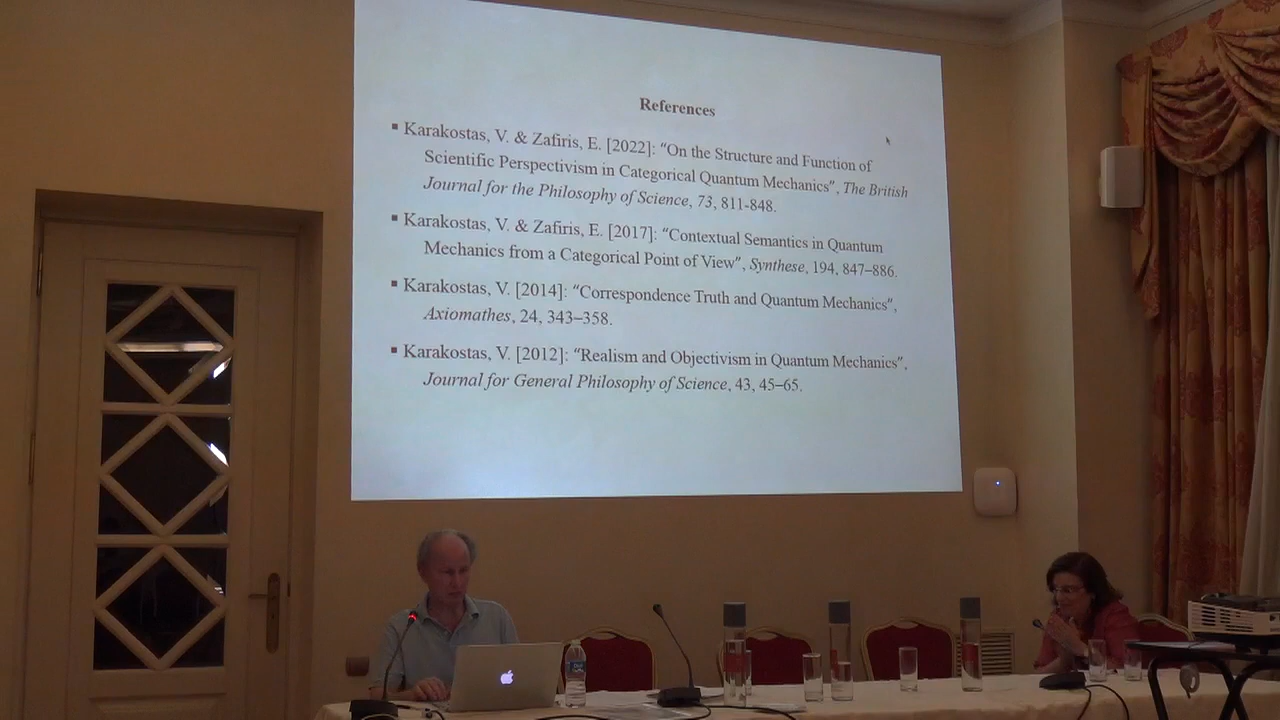 References
▪ Karakostas, V. & Zafiris, E. [2022]: “On the Structure and Function of
Scientific Perspectivism in Categorical Quantum Mechanics”, The British
Journal for the Philosophy of Science, 73, 811-848.
▪ Karakostas, V. & Zafiris, E. [2017]: “Contextual Semantics in Quantum
Mechanics from a Categorical Point of View”, Synthese, 194, 847–886.
▪ Karakostas, V. [2014]: “Correspondence Truth and Quantum Mechanics”,
Axiomathes, 24, 343–358.
▪ Karakostas, V. [2012]: “Realism and Objectivism in Quantum Mechanics”,
Journal for General Philosophy of Science, 43, 45–65.